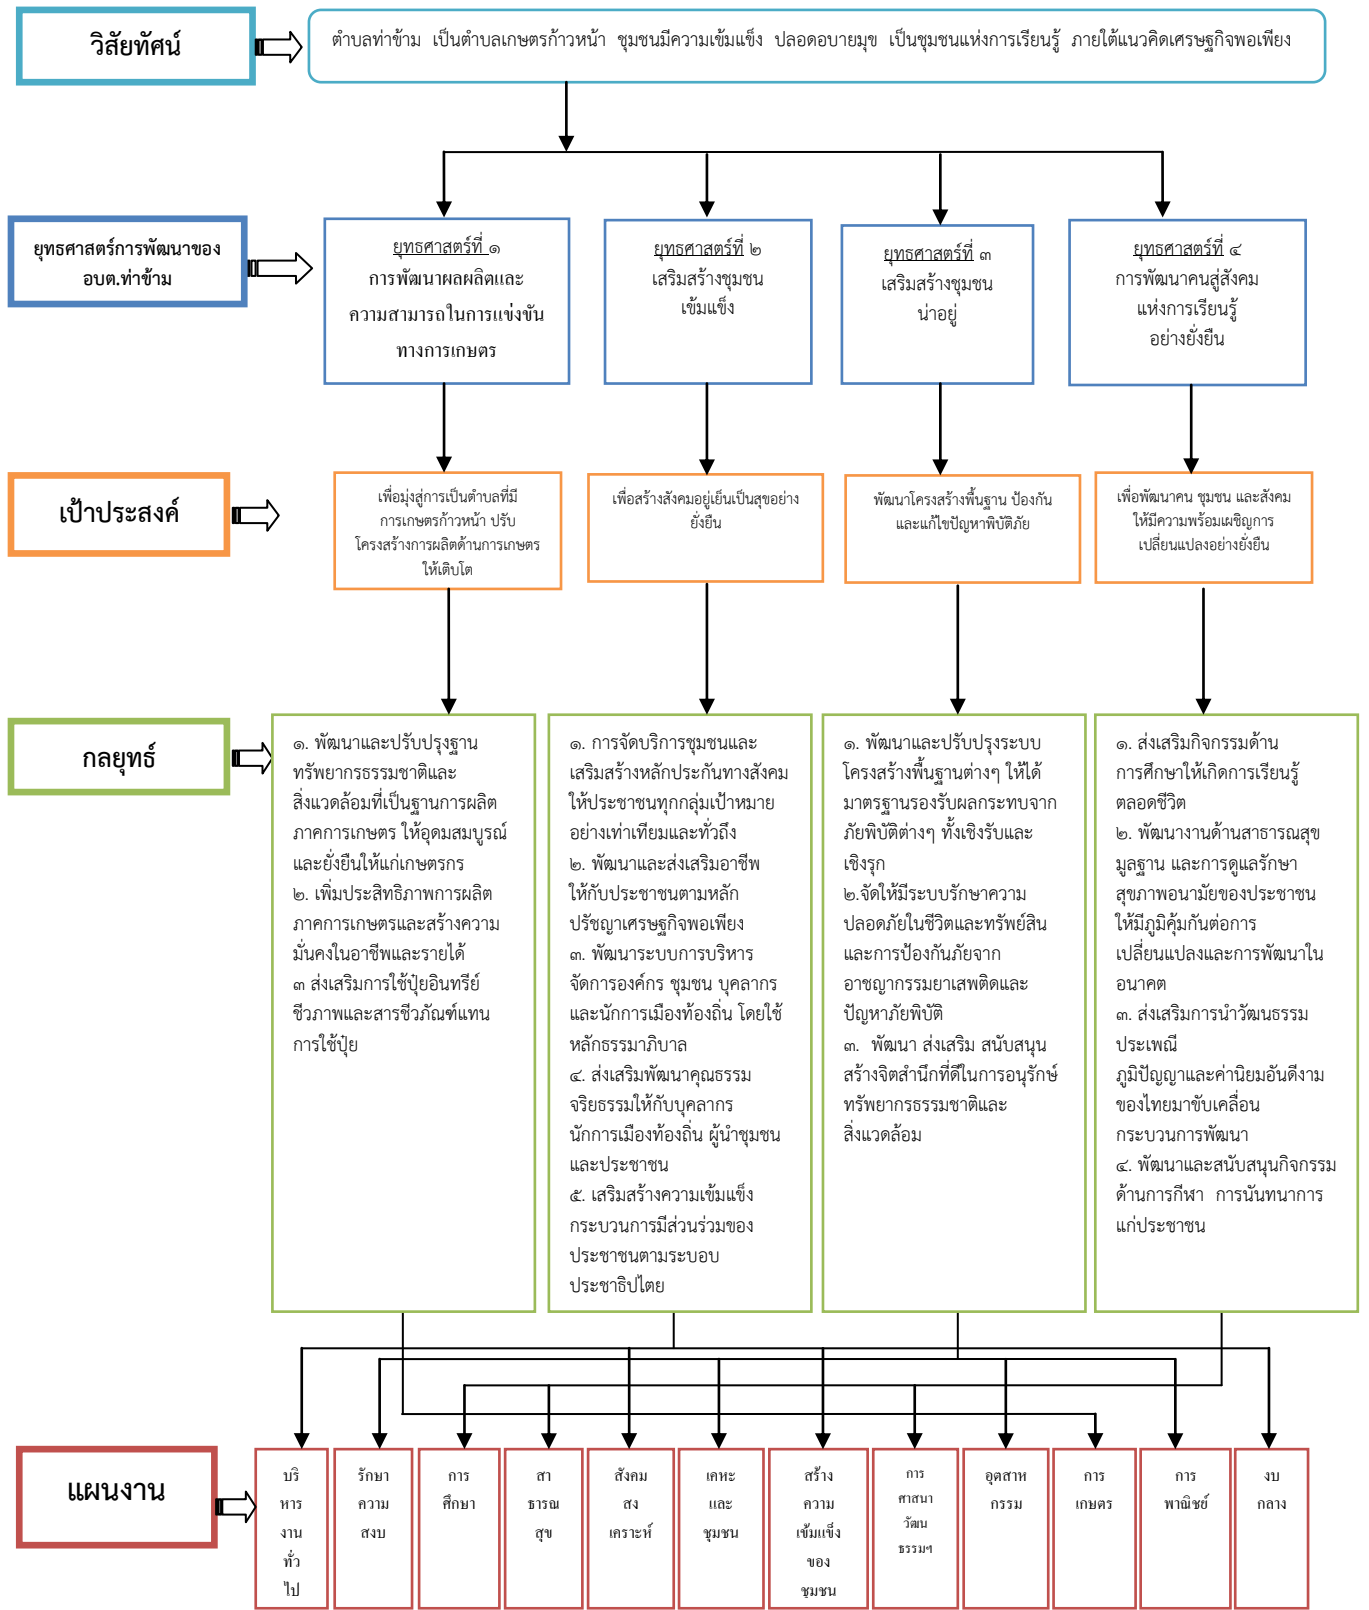 วิสัยทัศน์
ตำบลท่าข้าม เป็นตำบลเกษตรก้าวหน้า ชุมชนมีความเข้มแข็ง ปลอดอบายมุข เป็นชุมชนแห่งการเรียนรู้ ภายใต้แนวคิดเศรษฐกิจพอเพียง
ยุทธศาสตร์การพัฒนาของ
อบต.ท่าข้าม
ยุทธศาสตร์ที่ ๑
การพัฒนาผลผลิตและ
ความสามารถในการแข่งขัน
ทางการเกษตร
ยุทธศาสตร์ที่ ๒
เสริมสร้างชุมชน
เข้มแข็ง
ยุทธศาสตร์ที่ ๓
เสริมสร้างชุมชน
น่าอยู่
ยุทธศาสตร์ที่ ๔
การพัฒนาคนสู่สังคม
แห่งการเรียนรู้
อย่างยั่งยืน
เป้าประสงค์
เพื่อมุ่งสู่การเป็นตำบลที่มี
การเกษตรก้าวหน้า ปรับ
โครงสร้างการผลิตด้านการเกษตร
ให้เติบโต
เพื่อสร้างสังคมอยู่เย็นเป็นสุขอย่าง
ยั่งยืน
พัฒนาโครงสร้างพื้นฐาน ป้องกัน
และแก้ไขปัญหาพิบัติภัย
เพื่อพัฒนาคน ชุมชน และสังคม
ให้มีความพร้อมเผชิญการ
เปลี่ยนแปลงอย่างยั่งยืน
กลยุทธ์
๑. พัฒนาและปรับปรุงฐาน
ทรัพยากรธรรมชาติและ
สิ่งแวดล้อมที่เป็นฐานการผลิต
ภาคการเกษตร ให้อุดมสมบูรณ์
และยั่งยืนให้แก่เกษตรกร
๒. เพิ่มประสิทธิภาพการผลิต
ภาคการเกษตรและสร้างความ
มั่นคงในอาชีพและรายได้
๓ ส่งเสริมการใช้ปุ๋ยอินทรีย์
ชีวภาพและสารชีวภัณฑ์แทน
การใช้ปุ๋ย
๑. การจัดบริการชุมชนและ
เสริมสร้างหลักประกันทางสังคม
ให้ประชาชนทุกกลุ่มเป้าหมาย
อย่างเท่าเทียมและทั่วถึง
๒. พัฒนาและส่งเสริมอาชีพ
ให้กับประชาชนตามหลัก
ปรัชญาเศรษฐกิจพอเพียง
๓. พัฒนาระบบการบริหาร
จัดการองค์กร ชุมชน บุคลากร
และนักการเมืองท้องถิ่น โดยใช้
หลักธรรมาภิบาล
๔. ส่งเสริมพัฒนาคุณธรรม
จริยธรรมให้กับบุคลากร
นักการเมืองท้องถิ่น ผู้นำชุมชน
และประชาชน
๕. เสริมสร้างความเข้มแข็ง
กระบวนการมีส่วนร่วมของ
ประชาชนตามระบอบ
ประชาธิปไตย
๑. พัฒนาและปรับปรุงระบบ
โครงสร้างพื้นฐานต่างๆ ให้ได้
มาตรฐานรองรับผลกระทบจาก
ภัยพิบัติต่างๆ ทั้งเชิงรับและ
เชิงรุก
๒.จัดให้มีระบบรักษาความ
ปลอดภัยในชีวิตและทรัพย์สิน
และการป้องกันภัยจาก
อาชญากรรมยาเสพติดและ
ปัญหาภัยพิบัติ
๓. พัฒนา ส่งเสริม สนับสนุน
สร้างจิตสำนึกที่ดีในการอนุรักษ์
ทรัพยากรธรรมชาติและ
สิ่งแวดล้อม
๑. ส่งเสริมกิจกรรมด้าน
การศึกษาให้เกิดการเรียนรู้
ตลอดชีวิต
๒. พัฒนางานด้านสาธารณสุข
มูลฐาน และการดูแลรักษา
สุขภาพอนามัยของประชาชน
ให้มีภูมิคุ้มกันต่อการ
เปลี่ยนแปลงและการพัฒนาใน
อนาคต
๓. ส่งเสริมการนำวัฒนธรรม
ประเพณี
ภูมิปัญญาและค่านิยมอันดีงาม
ของไทยมาขับเคลื่อน
กระบวนการพัฒนา
๔. พัฒนาและสนับสนุนกิจกรรม
ด้านการกีฬา การนันทนาการ
แก่ประชาชน
แผนงาน
บริ
หาร
งาน
ทั่ว
ไป
รักษา
ความ
สงบ
การ
ศึกษา
สา
ธารณ
สุข
สังคม
สง
เคราะห์
เคหะ
และ
ชุมชน
สร้าง
ความ
เข้มแข็ง
ของ
ชุมชน
การ
ศาสนา
วัฒน
ธรรมฯ
อุตสาห
กรรม
การ
เกษตร
การ
พาณิชย์
งบ
กลาง